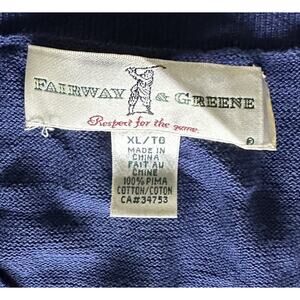 FAIRWAY & GREENE
Respect for the game.
XL/TG
MADE IN
CHINA
FAIT AU
CHINE
100% PIMA
COTTON/COTON
CA#34753